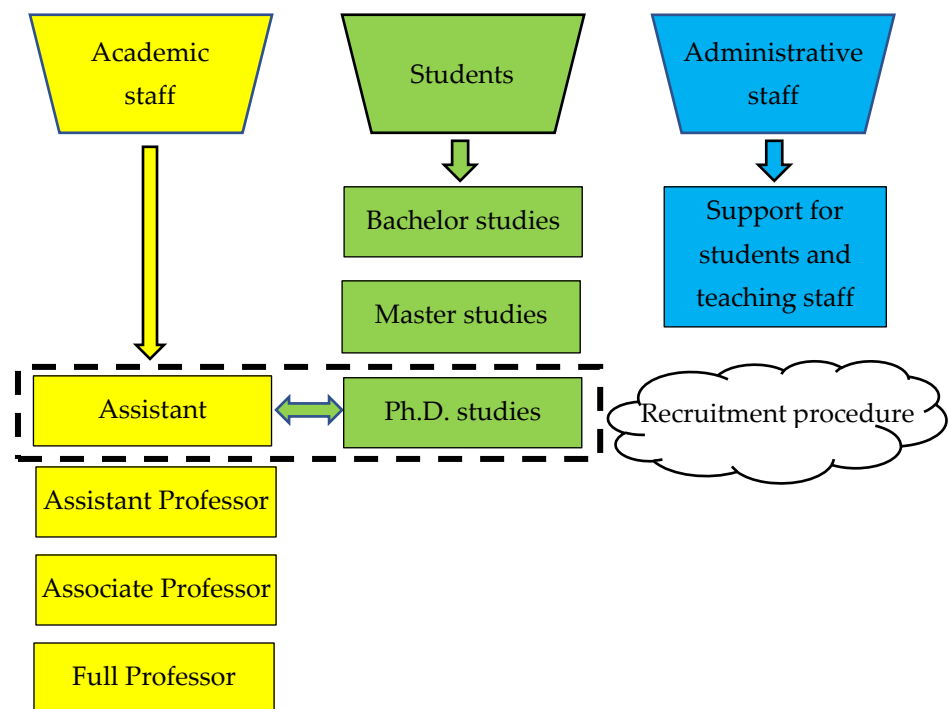 Academic
staff
Students
Administrative
staff
Bachelor studies
Support for
students and
teaching staff
Master studies
Assistant
Ph.D. studies
Recruitment procedure
Assistant Professor
Associate Professor
Full Professor